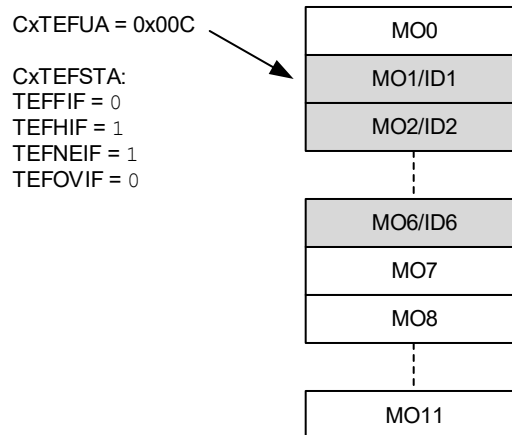 CxTEFUA = 0x00C
CxTEFSTA:
TEFFIF = 0
TEFHIF = 1
TEFNEIF = 1
TEFOVIF = 0
MO0
MO1/ID1
MO2/ID2
MO6/ID6
MO7
MO8
MO11